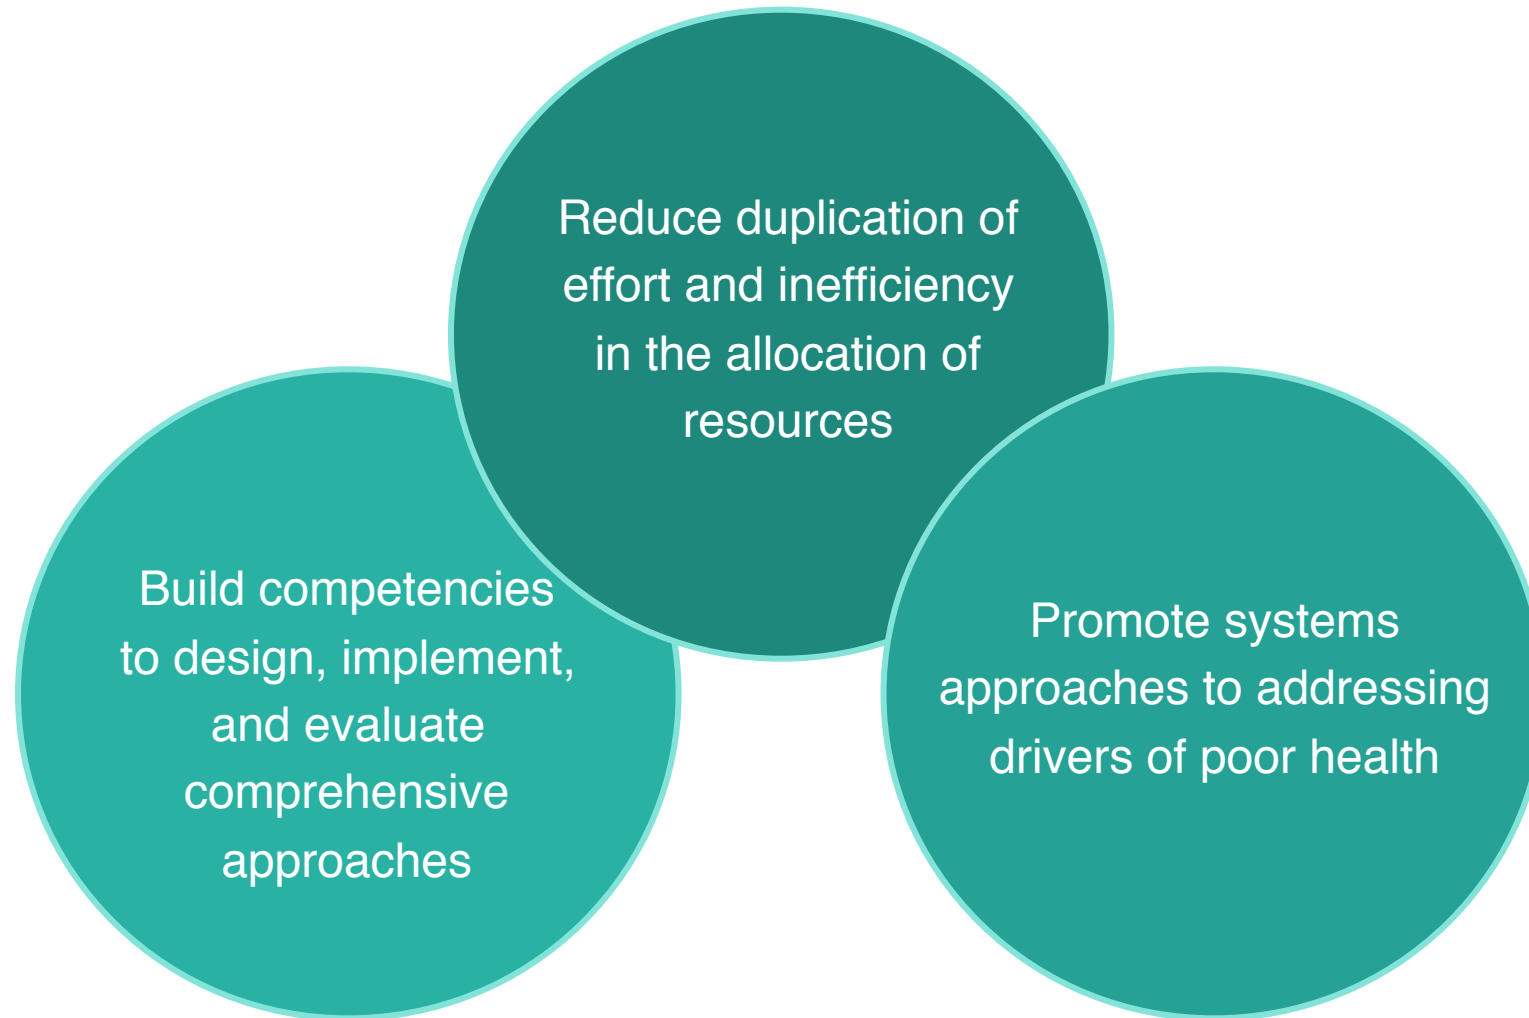 Reduce duplication of
effort and inefficiency
in the allocation of
resources
Build competencies
to design, implement,
and evaluate
comprehensive
approaches
Promote systems
approaches to addressing
drivers of poor health